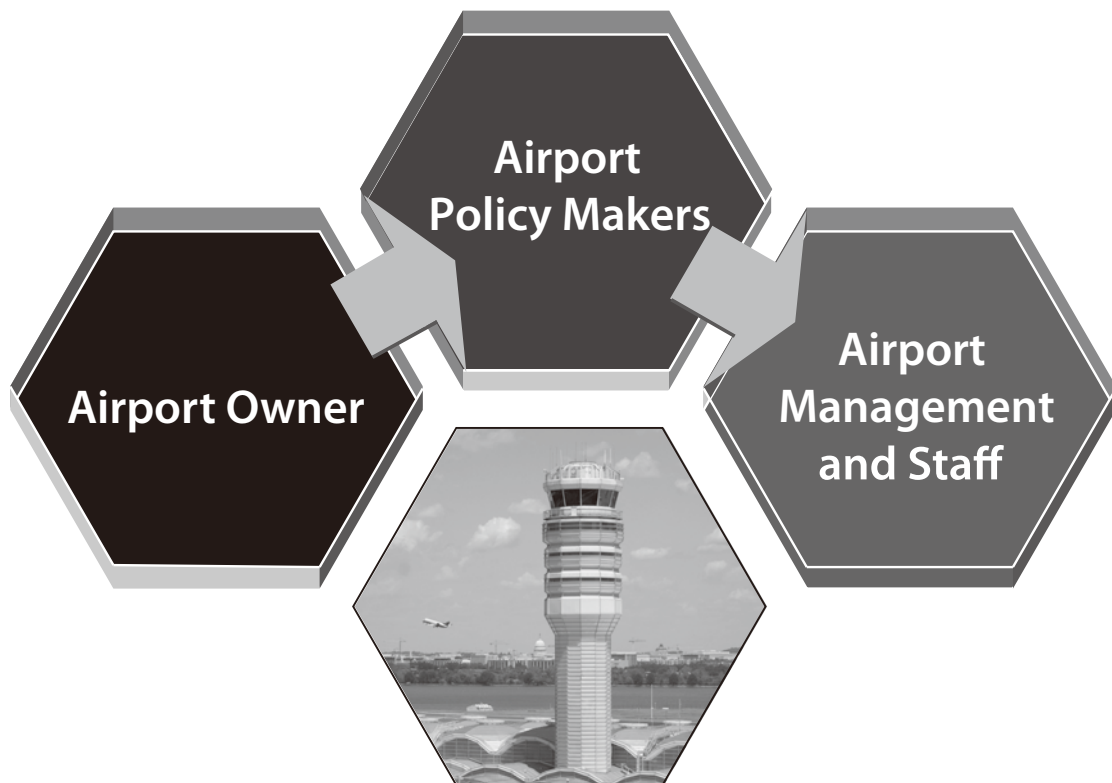 Airport
Policy Makers
Airport Owner
Airport
Management
and Staff